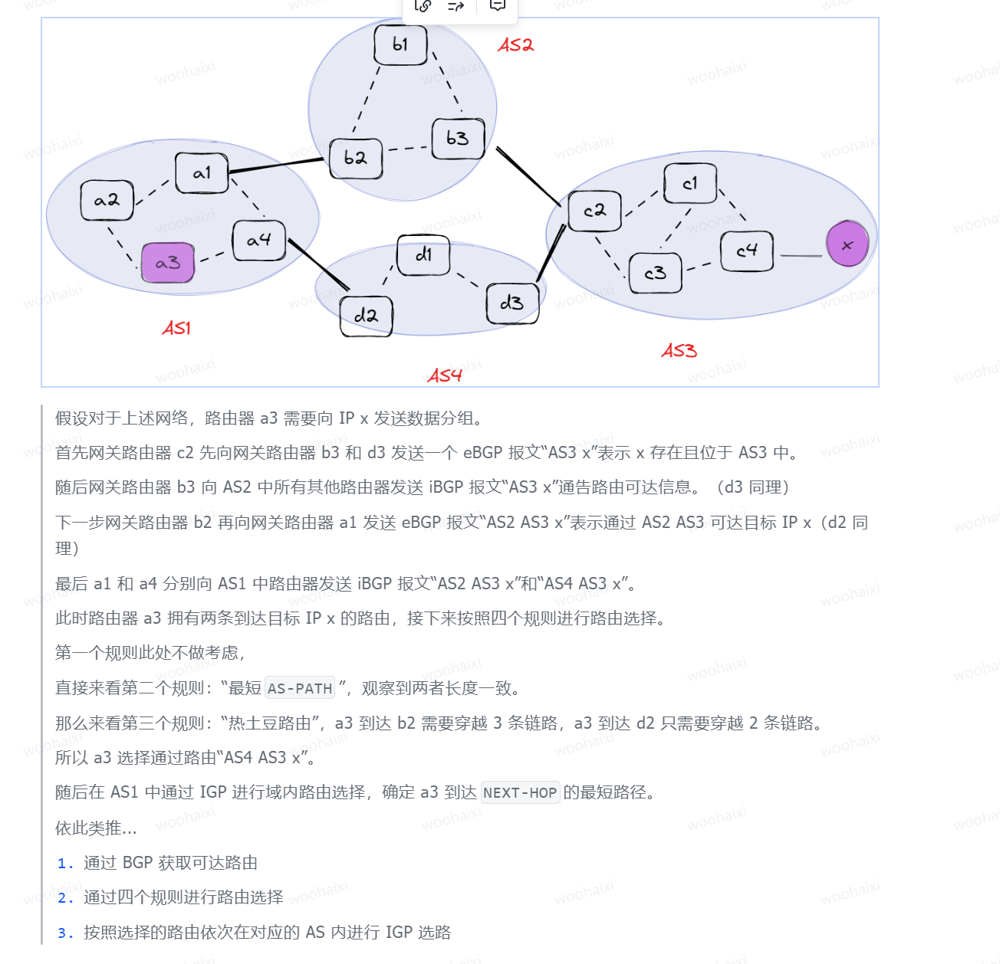 b1
AS2
b3
b2
a1
a2
c1
c2
a4
c4
x
d1
a3
c3
d3
d2
AS1
AS3
AS4
假设对于上述网络，路由器 a3 需要向 IP x 发送数据分组。
首先网关路由器 c2 先向网关路由器 b3 和 d3 发送一个 eBGP 报文“AS3 x”表示 x 存在且位于 AS3 中。
随后网关路由器 b3 向 AS2 中所有其他路由器发送 iBGP 报文“AS3 x”通告路由可达信息。（d3 同理）
下一步网关路由器 b2 再向网关路由器 a1 发送 eBGP 报文“AS2 AS3 x”表示通过 AS2 AS3 可达目标 IP x（d2 同
理）
最后 a1 和 a4 分别向 AS1 中路由器发送 iBGP 报文“AS2 AS3 x”和“AS4 AS3 x”。
此时路由器 a3 拥有两条到达目标 IP x 的路由，接下来按照四个规则进行路由选择。
第一个规则此处不做考虑，
直接来看第二个规则：“最短 AS-PATH ”，观察到两者长度一致。
那么来看第三个规则：“热土豆路由”，a3 到达 b2 需要穿越 3 条链路，a3 到达 d2 只需要穿越 2 条链路。
所以 a3 选择通过路由“AS4 AS3 x”。
随后在 AS1 中通过 IGP 进行域内路由选择，确定 a3 到达 NEXT-HOP 的最短路径。
依此类推...
1. 通过 BGP 获取可达路由
2. 通过四个规则进行路由选择
3. 按照选择的路由依次在对应的 AS 内进行 IGP 选路
woohaixi